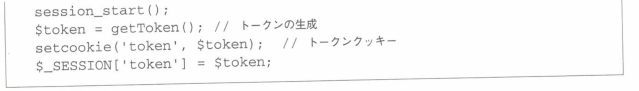 session_start();
$token = getToken(); // トークンの生成
setcookie('token', $token);  // トークンクッキー
$_SESSION['token'] = $token;